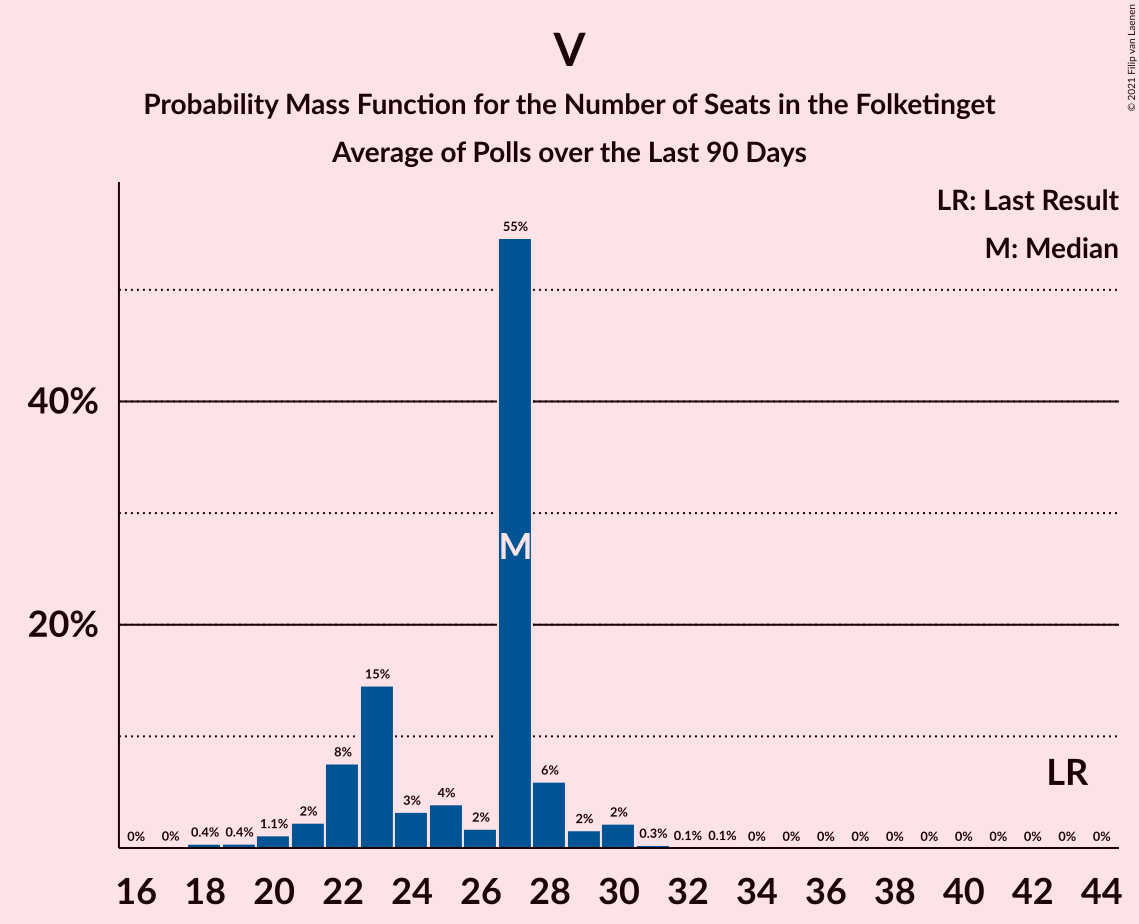 V
Probability Mass Function for the Number of Seats in the Folketinget
Average of Polls over the Last 90 Days
© 2021 Filip van Laenen
LR: Last Result
M: Median
40%
20%
0% 0% 0.4% 0.4% 1.1% 2% 8% 15% 3% 4% 2% 55% 6% 2% 2% 0.3% 0.1% 0.1% 0% 0% 0% 0% 0% 0% 0% 0% 0% 0% 0%
M
LR
16 18 20 22 24 26 28 30 32 34 36 38 40 42 44